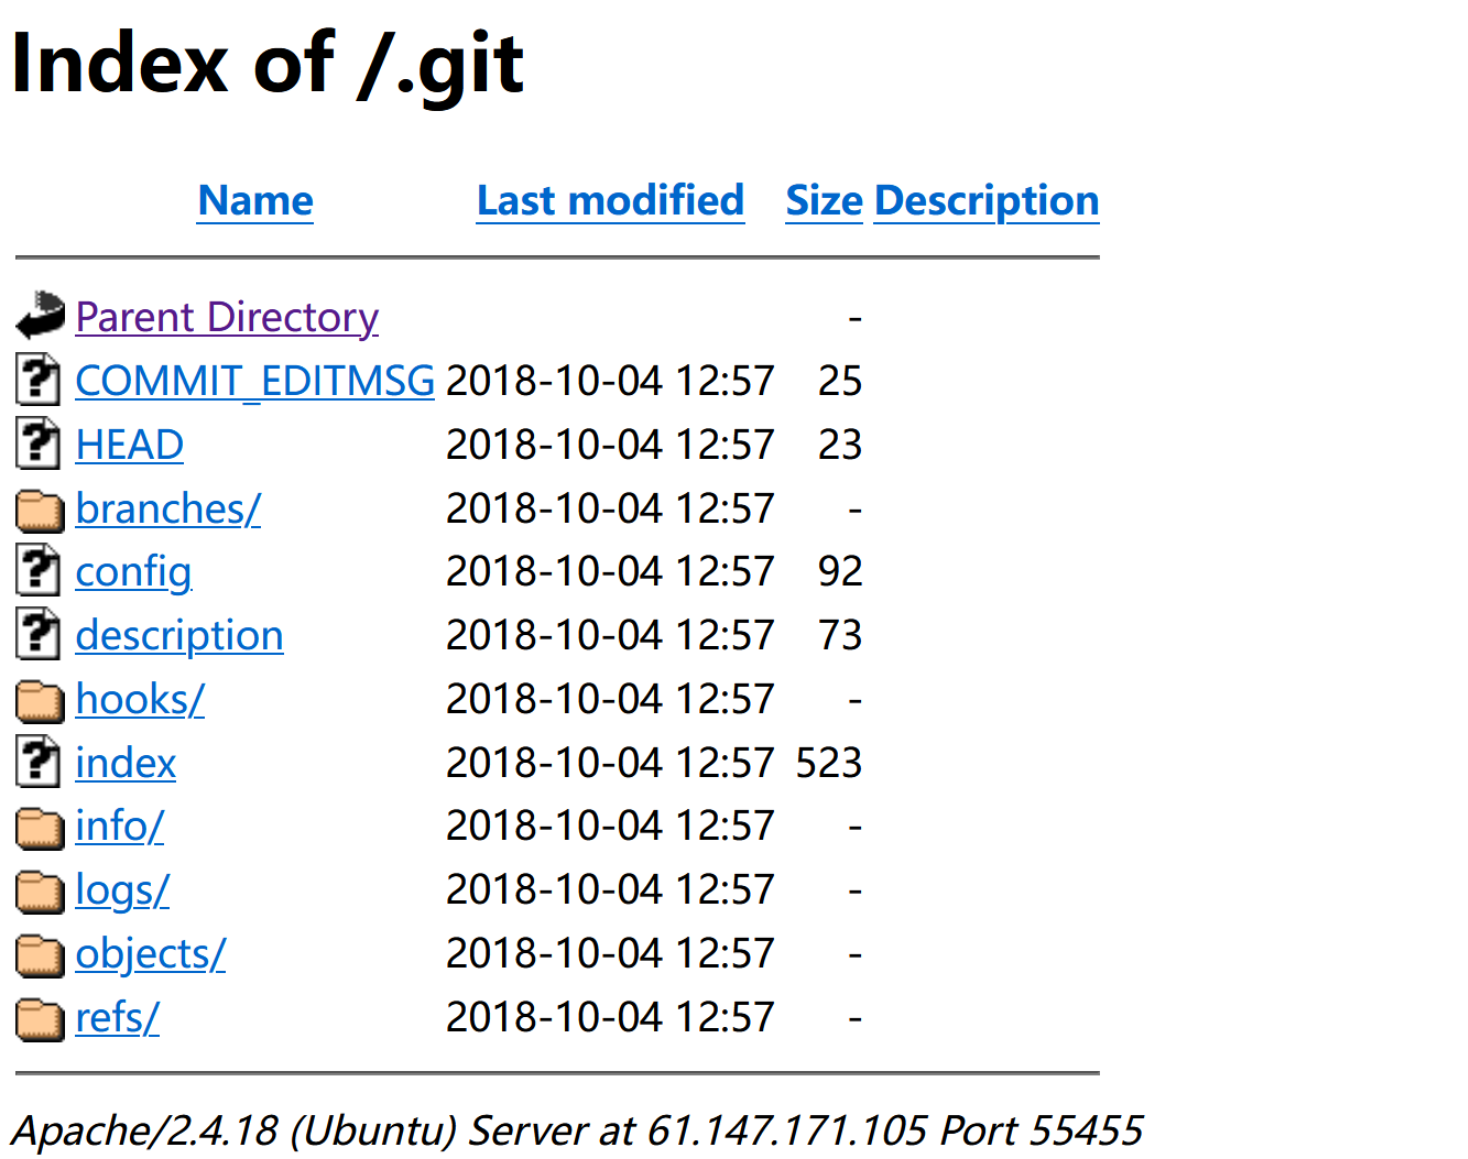 Index of /.git
Name Last modified Size Description
Parent Directory -
COMMIT_EDITMSG 2018-10-04 12:57 25
HEAD 2018-10-04 12:57 23
branches/ 2018-10-04 12:57 -
config 2018-10-04 12:57 92
description 2018-10-04 12:57 73
hooks/ 2018-10-04 12:57 -
index 2018-10-04 12:57 523
info/ 2018-10-04 12:57 -
logs/ 2018-10-04 12:57 -
objects/ 2018-10-04 12:57 -
refs/ 2018-10-04 12:57 -
Apache/2.4.18 (Ubuntu) Server at 61.147.171.105 Port 55455